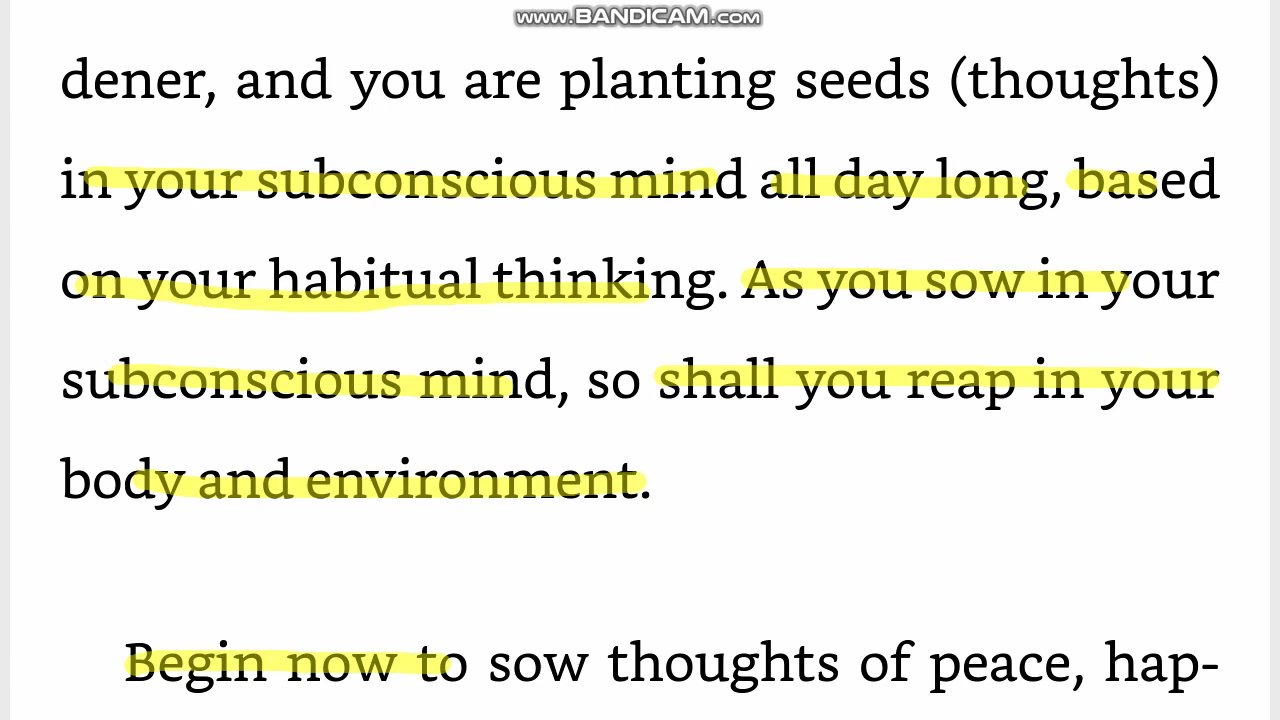 www.BANDICAM.com
dener, and you are planting seeds (thoughts)
in your subconscious mind all day long, based
on your habitual thinking. As you sow in your
subconscious mind, so shall you reap in your
body and environment.
Begin now to sow thoughts of peace, hap-